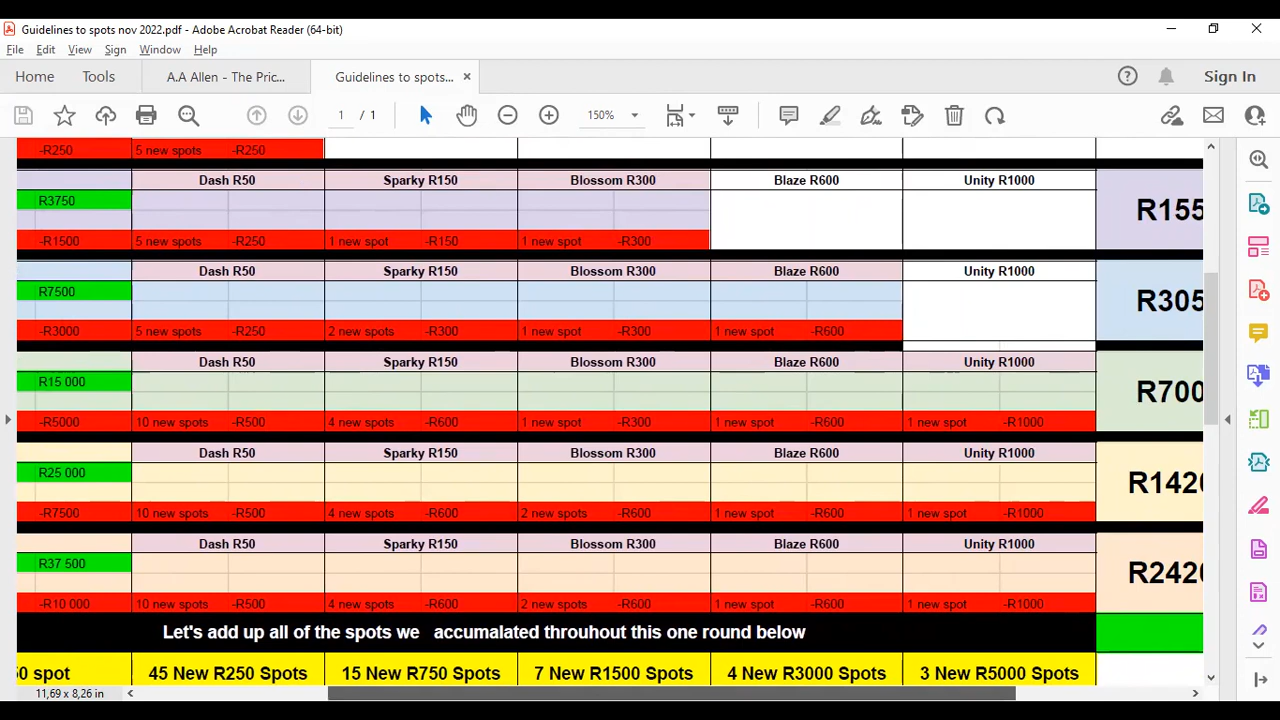 Guidelines to spots nov 2022.pdf - Adobe Acrobat Reader (64-bit)
File Edit View Sign Window Help
Home Tools A.A Allen - The Pric... Guidelines to spots... ×
1 / 1 150% Sign In
-R250 5 new spots -R250
Dash R50 Sparky R150 Blossom R300 Blaze R600 Unity R1000
R3750 R155
-R1500 5 new spots -R250 1 new spot -R150 1 new spot -R300
Dash R50 Sparky R150 Blossom R300 Blaze R600 Unity R1000
R7500 R305
-R3000 5 new spots -R250 2 new spots -R300 1 new spot -R300 1 new spot -R600
Dash R50 Sparky R150 Blossom R300 Blaze R600 Unity R1000
R15 000 R700
-R5000 10 new spots -R500 4 new spots -R600 1 new spot -R300 1 new spot -R600 1 new spot -R1000
Dash R50 Sparky R150 Blossom R300 Blaze R600 Unity R1000
R25 000 R1420
-R7500 10 new spots -R500 4 new spots -R600 2 new spots -R600 1 new spot -R600 1 new spot -R1000
Dash R50 Sparky R150 Blossom R300 Blaze R600 Unity R1000
R37 500 R2420
-R10 000 10 new spots -R500 4 new spots -R600 2 new spots -R600 1 new spot -R600 1 new spot -R1000
Let's add up all of the spots we accumalated throuhout this one round below
0 spot 45 New R250 Spots 15 New R750 Spots 7 New R1500 Spots 4 New R3000 Spots 3 New R5000 Spots
11,69 x 8,26 in